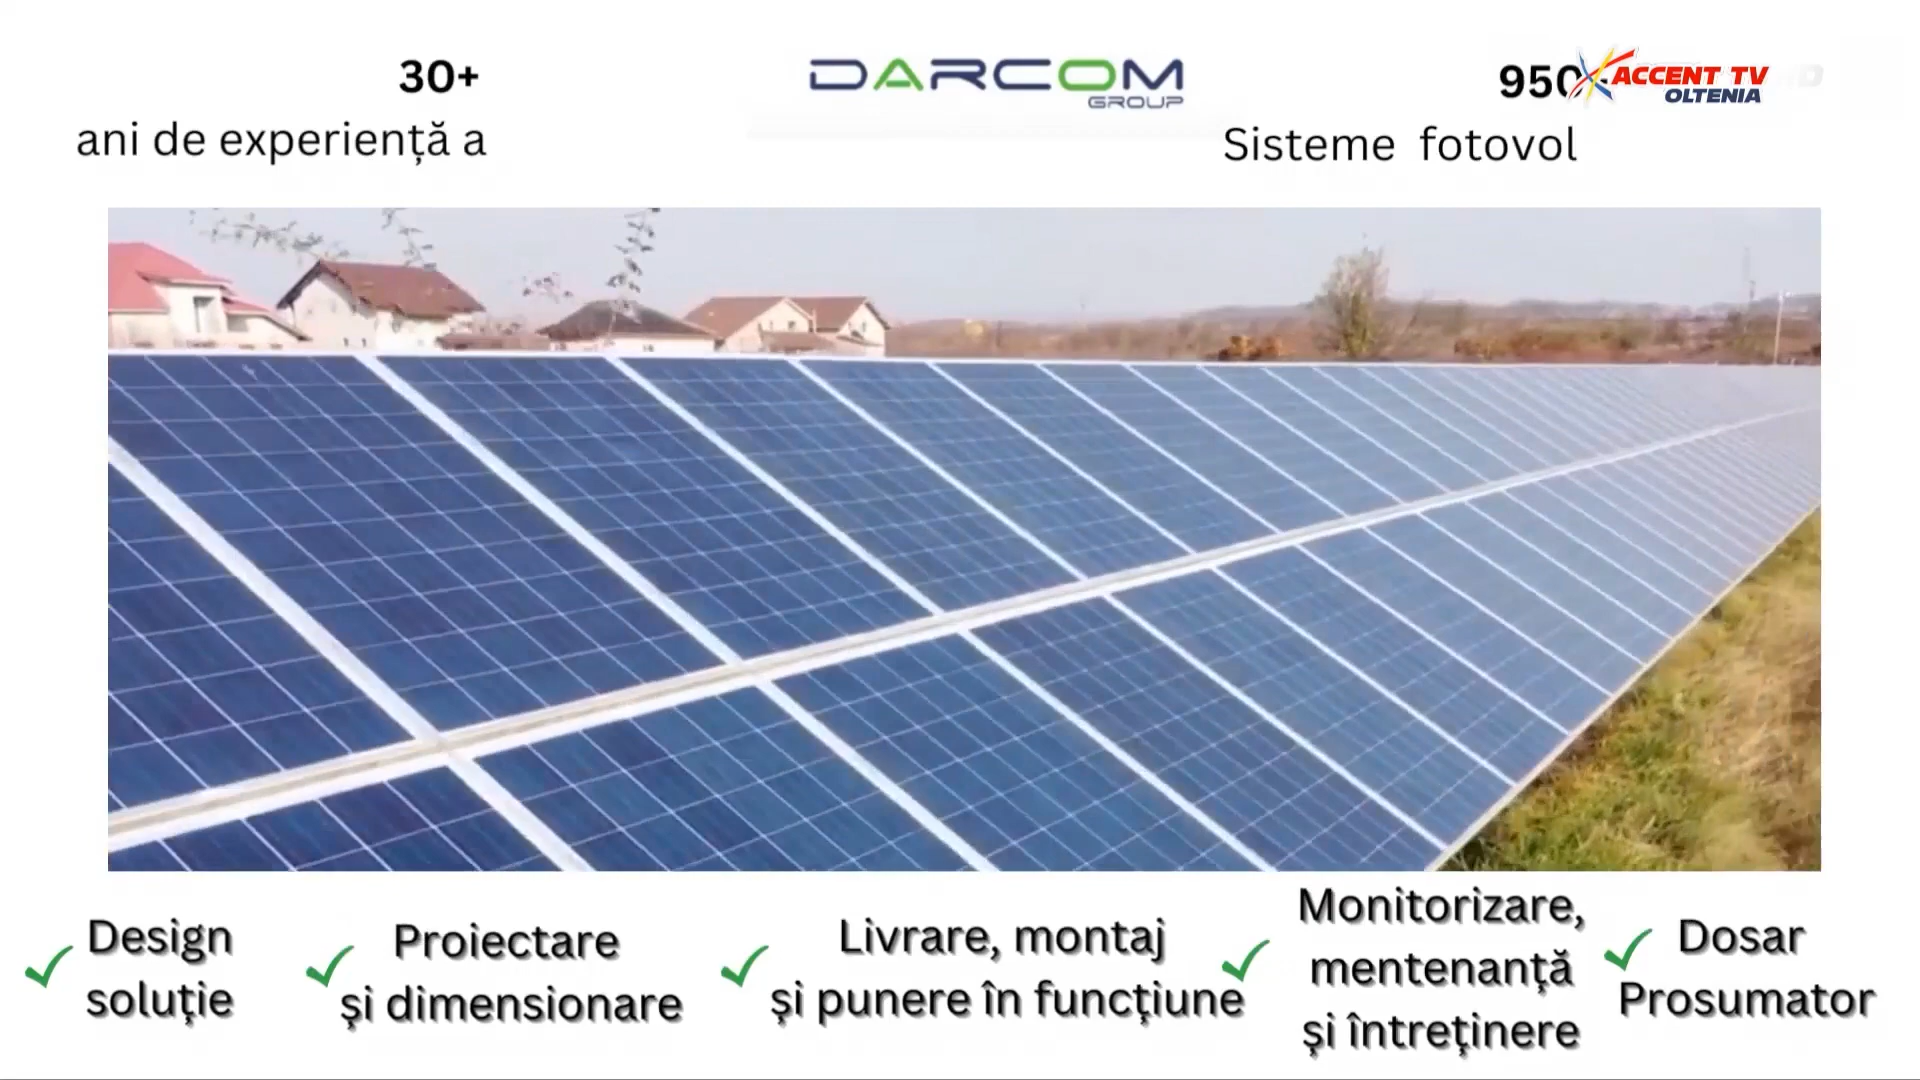 30+
ani de experiență a
DARCOM
GROUP
950
Sisteme fotovol
ACCENT TV
OLTENIA
HD
Design
soluție
Proiectare
și dimensionare
Livrare, montaj
și punere în funcțiune
Monitorizare,
mentenanță
și întreținere
Dosar
Prosumator